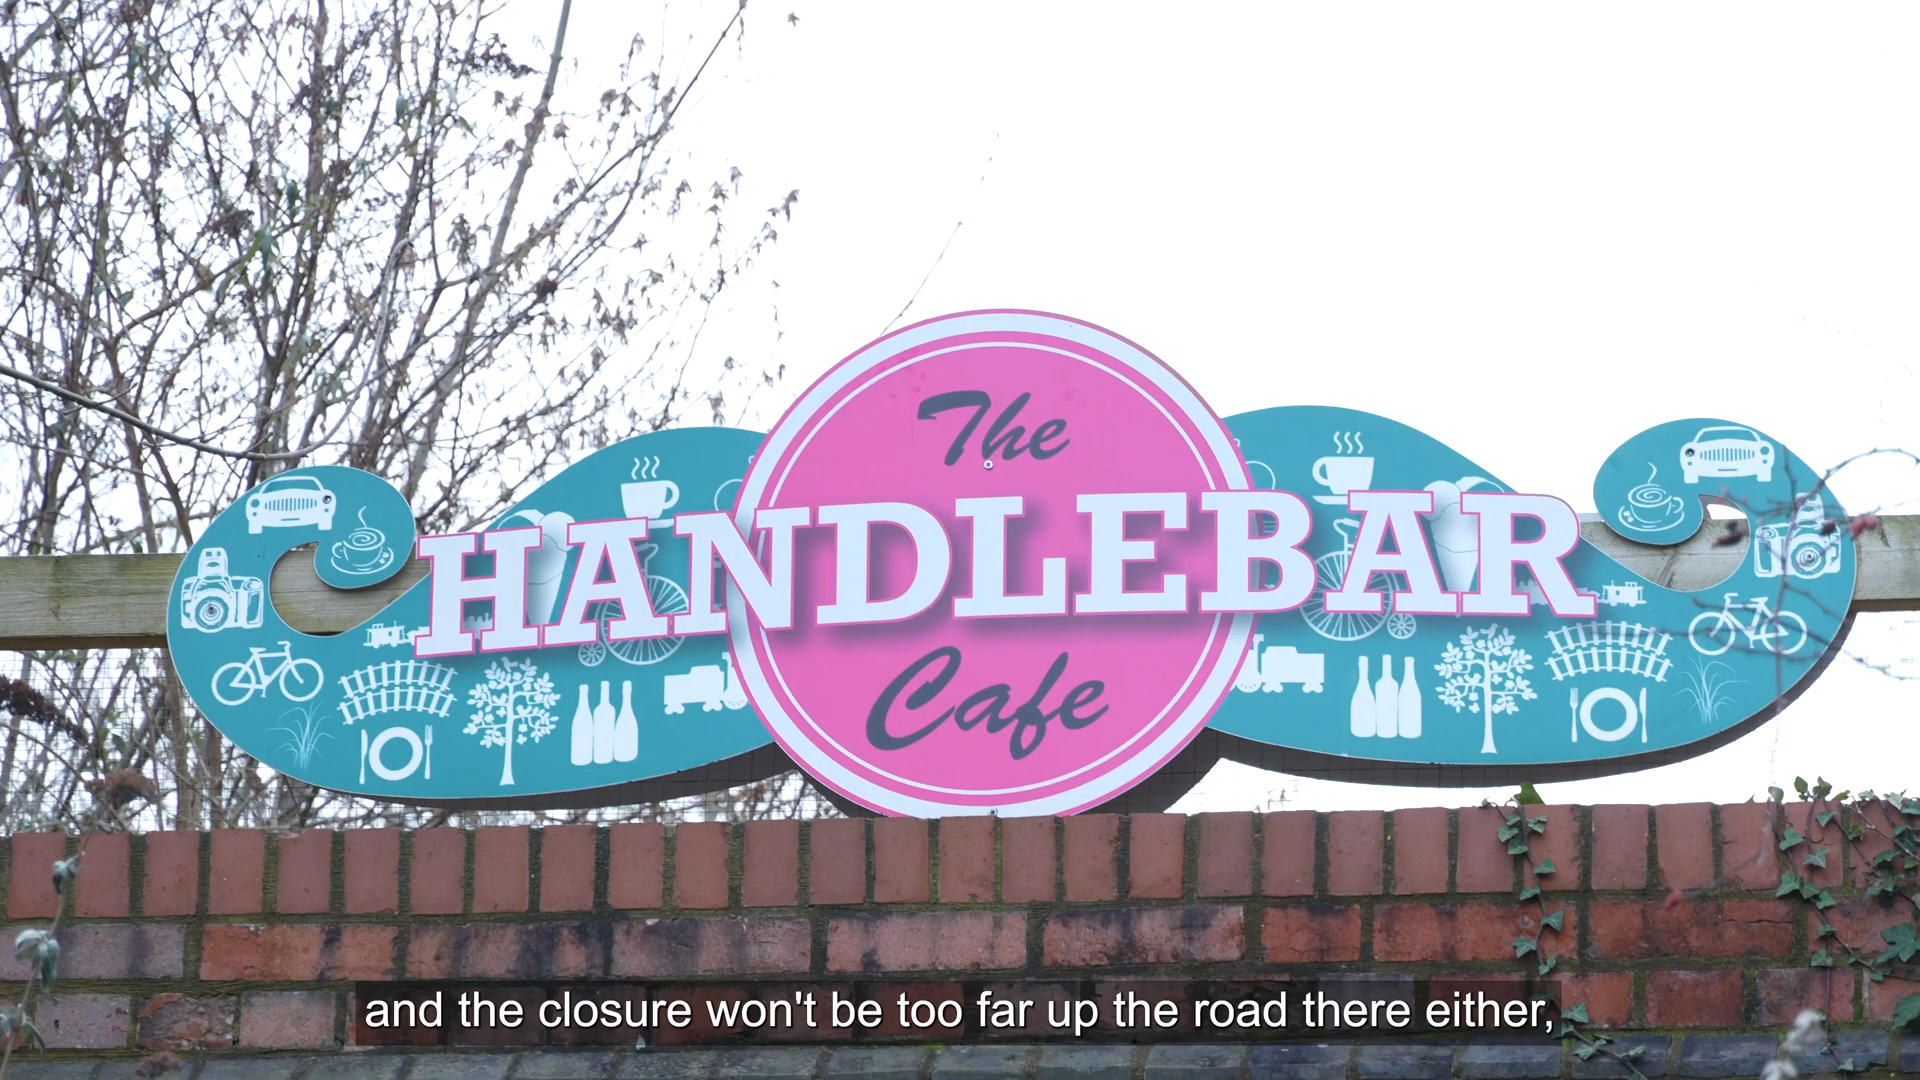 The
HANDLEBAR
Cafe
and the closure won't be too far up the road there either,